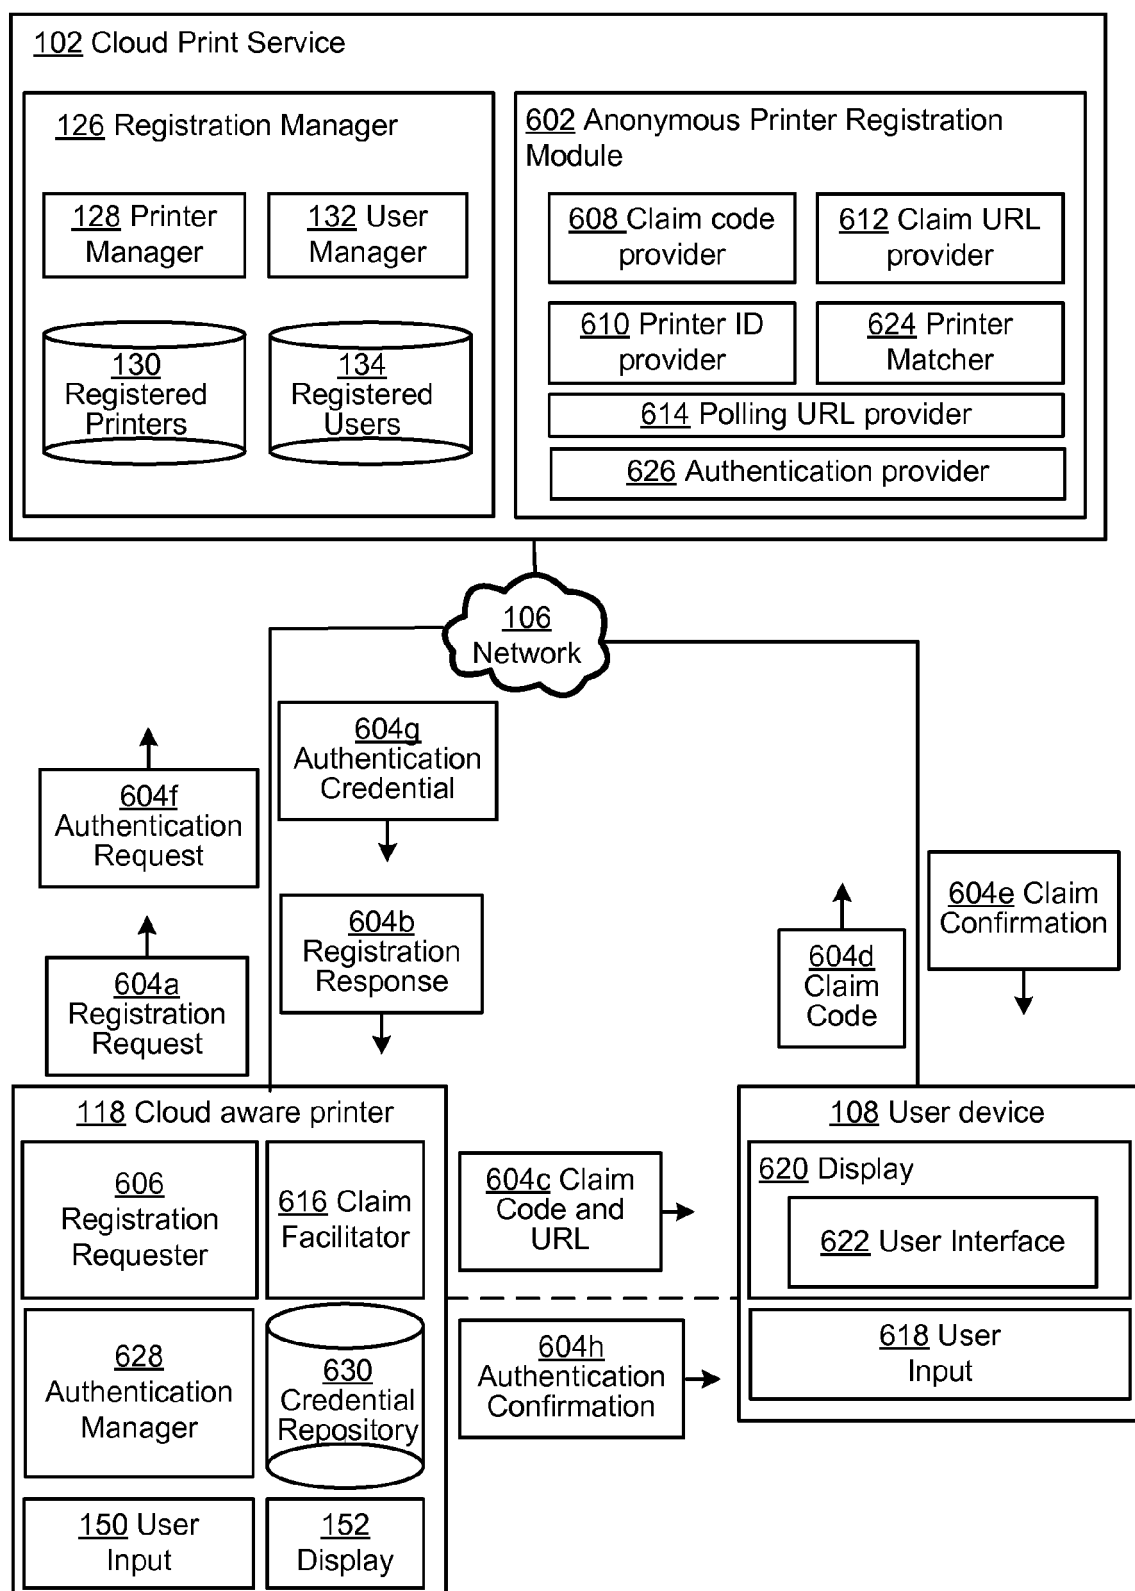 102 Cloud Print Service
126 Registration Manager
128 Printer
Manager
132 User
Manager
130
Registered
Printers
134
Registered
Users
602 Anonymous Printer Registration
Module
608 Claim code
provider
612 Claim URL
provider
610 Printer ID
provider
624 Printer
Matcher
614 Polling URL provider
626 Authentication provider
106
Network
604g
Authentication
Credential
604f
Authentication
Request
604b
Registration
Response
604a
Registration
Request
604e Claim
Confirmation
604d
Claim
Code
118 Cloud aware printer
606
Registration
Requester
616 Claim
Facilitator
628
Authentication
Manager
630
Credential
Repository
150 User
Input
152
Display
604c Claim
Code and
URL
604h
Authentication
Confirmation
108 User device
620 Display
622 User Interface
618 User
Input